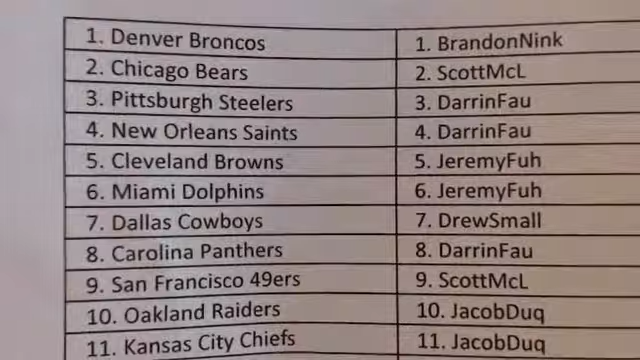 1. Denver Broncos 1. BrandonNink
2. Chicago Bears 2. ScottMcL
3. Pittsburgh Steelers 3. DarrinFau
4. New Orleans Saints 4. DarrinFau
5. Cleveland Browns 5. JeremyFuh
6. Miami Dolphins 6. JeremyFuh
7. Dallas Cowboys 7. DrewSmall
8. Carolina Panthers 8. DarrinFau
9. San Francisco 49ers 9. ScottMcL
10. Oakland Raiders 10. JacobDuq
11. Kansas City Chiefs 11. JacobDuq